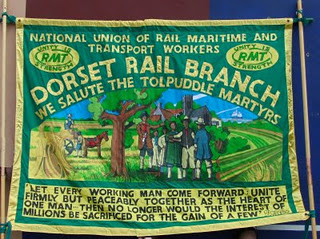 NATIONAL UNION OF RAIL MARITIME AND
TRANSPORT WORKERS
UNITY IS
RMT
STRENGTH
UNITY IS
RMT
STRENGTH
DORSET RAIL BRANCH
WE SALUTE THE TOLPUDDLE MARTYRS
"LET EVERY WORKING MAN COME FORWARD: UNITE
FIRMLY BUT PEACEABLY TOGETHER AS THE HEART OF
ONE MAN - THEN NO LONGER WOULD THE INTEREST OF
MILLIONS BE SACRIFICED FOR THE GAIN OF A FEW"